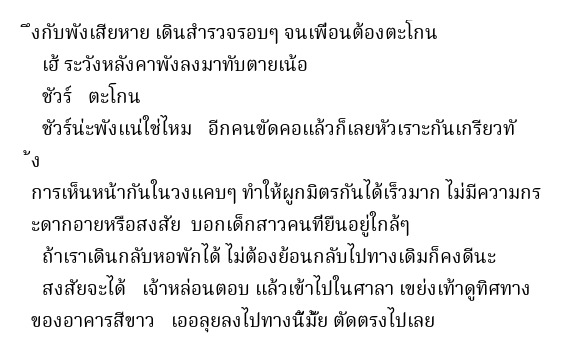 ึงกับพังเสียหาย เดินสำรวจรอบๆ จนเพื่อนต้องตะโกน
เฮ้ ระวังหลังคาพังลงมาทับตายเน้อ
ชัวร์ ตะโกน
ชัวร์น่ะพังแน่ใช่ไหม อีกคนขัดคอแล้วก็เลยหัวเราะกันเกรียวทั
้ง
การเห็นหน้ากันในวงแคบๆ ทำให้ผูกมิตรกันได้เร็วมาก ไม่มีความกร
ะดากอายหรือสงสัย บอกเด็กสาวคนที่ยืนอยู่ใกล้ๆ
ถ้าเราเดินกลับหอพักได้ ไม่ต้องย้อนกลับไปทางเดิมก็คงดีนะ
สงสัยจะได้ เจ้าหล่อนตอบ แล้วเข้าไปในศาลา เขย่งเท้าดูทิศทาง
ของอาคารสีขาว เออลุยลงไปทางนี้มั้ย ตัดตรงไปเลย